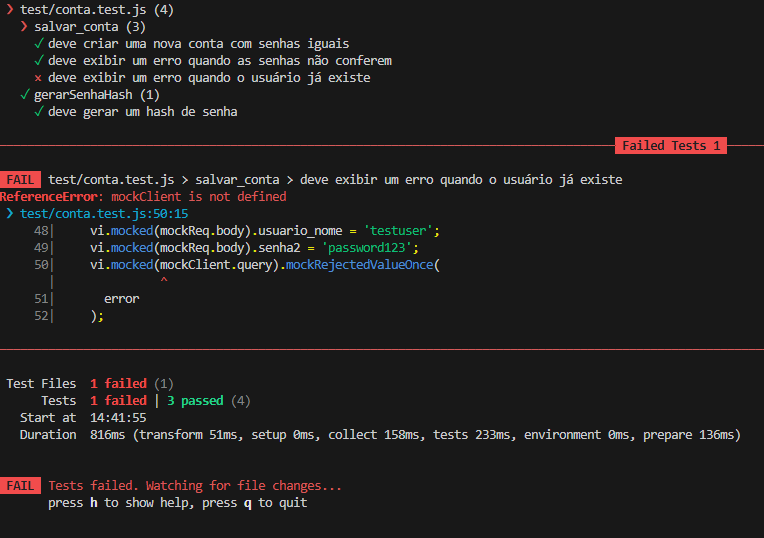 ❯ test/conta.test.js (4)
❯ salvar_conta (3)
✓ deve criar uma nova conta com senhas iguais
✓ deve exibir um erro quando as senhas não conferem
× deve exibir um erro quando o usuário já existe
✓ gerarSenhaHash (1)
✓ deve gerar um hash de senha
Failed Tests 1
FAIL test/conta.test.js > salvar_conta > deve exibir um erro quando o usuário já existe
ReferenceError: mockClient is not defined
❯ test/conta.test.js:50:15
48| vi.mocked(mockReq.body).usuario_nome = 'testuser';
49| vi.mocked(mockReq.body).senha2 = 'password123';
50| vi.mocked(mockClient.query).mockRejectedValueOnce(
| ^
51| error
52| );
Test Files 1 failed (1)
Tests 1 failed | 3 passed (4)
Start at 14:41:55
Duration 816ms (transform 51ms, setup 0ms, collect 158ms, tests 233ms, environment 0ms, prepare 136ms)
FAIL Tests failed. Watching for file changes...
press h to show help, press q to quit